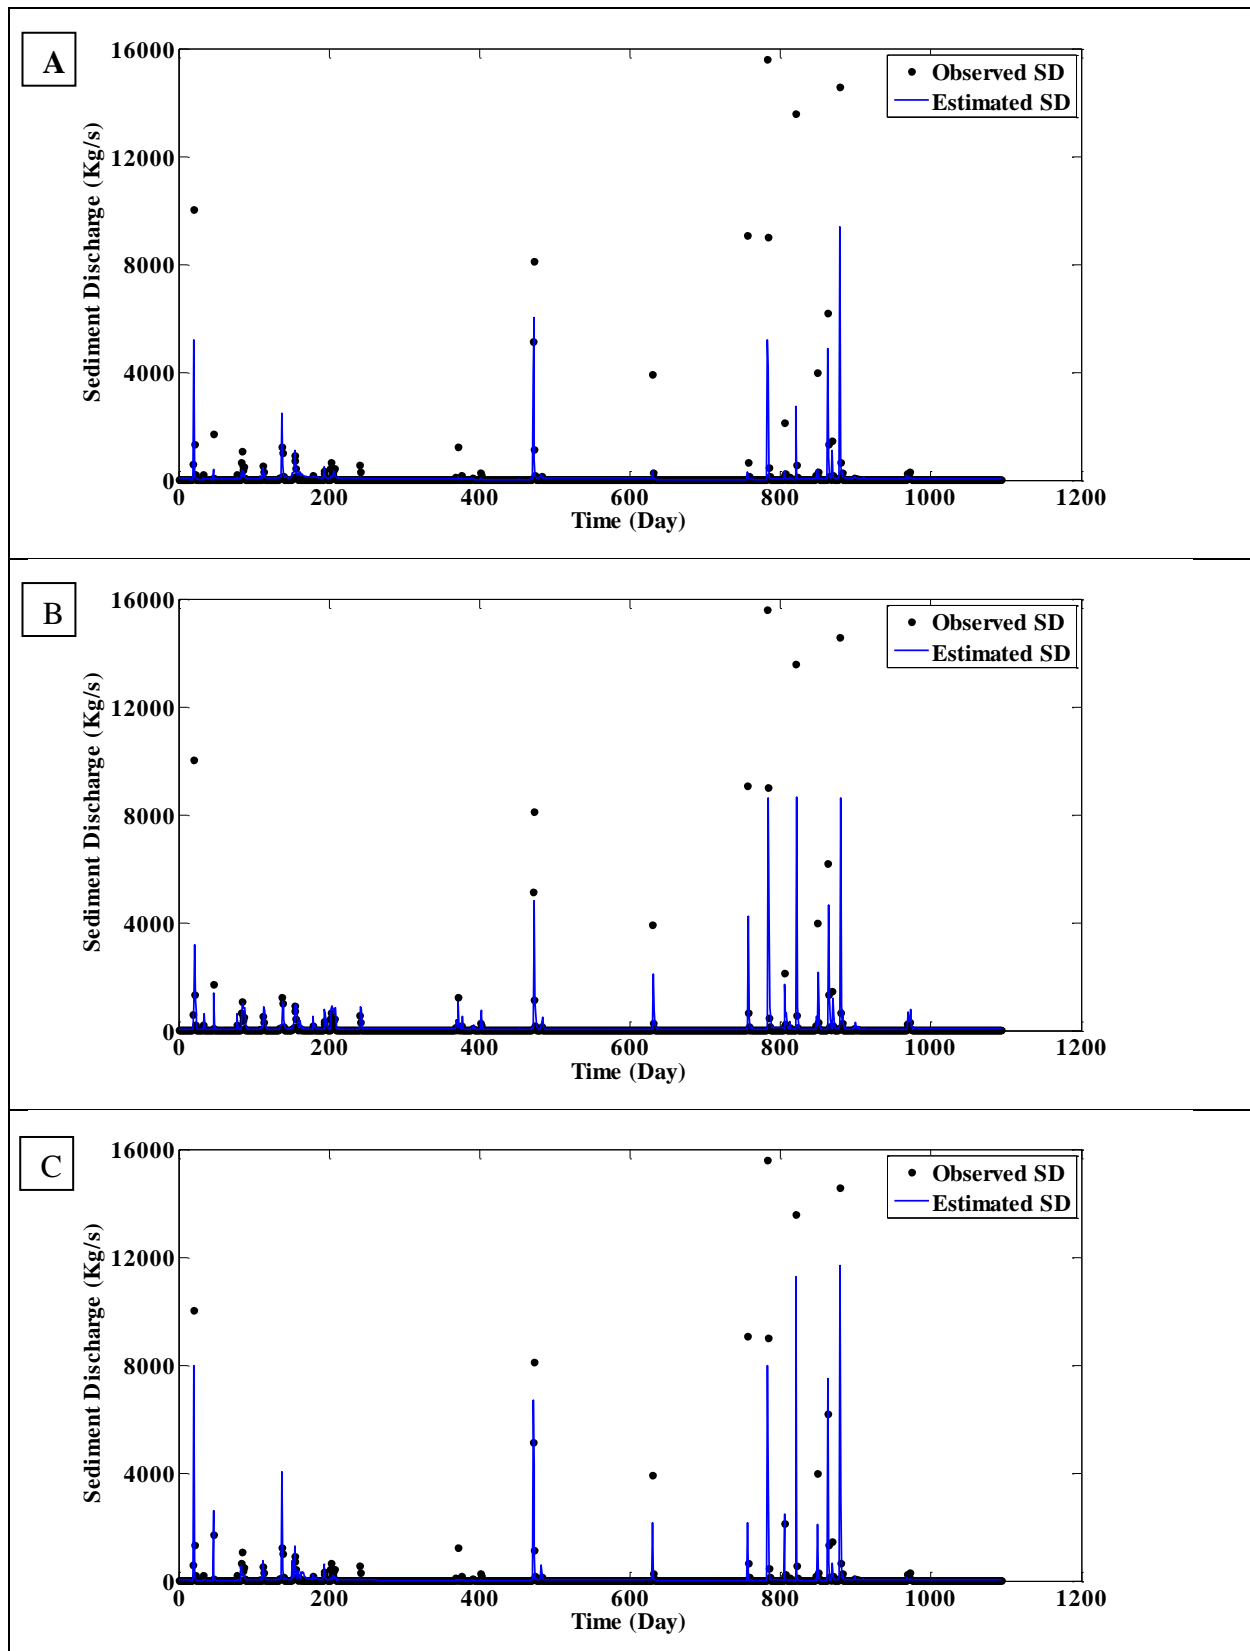 A
16000
12000
8000
4000
0
Sediment Discharge (Kg/s)
Observed SD
Estimated SD
0 200 400 600 800 1000 1200
Time (Day)
B
16000
12000
8000
4000
0
Sediment Discharge (Kg/s)
Observed SD
Estimated SD
0 200 400 600 800 1000 1200
Time (Day)
C
16000
12000
8000
4000
0
Sediment Discharge (Kg/s)
Observed SD
Estimated SD
0 200 400 600 800 1000 1200
Time (Day)